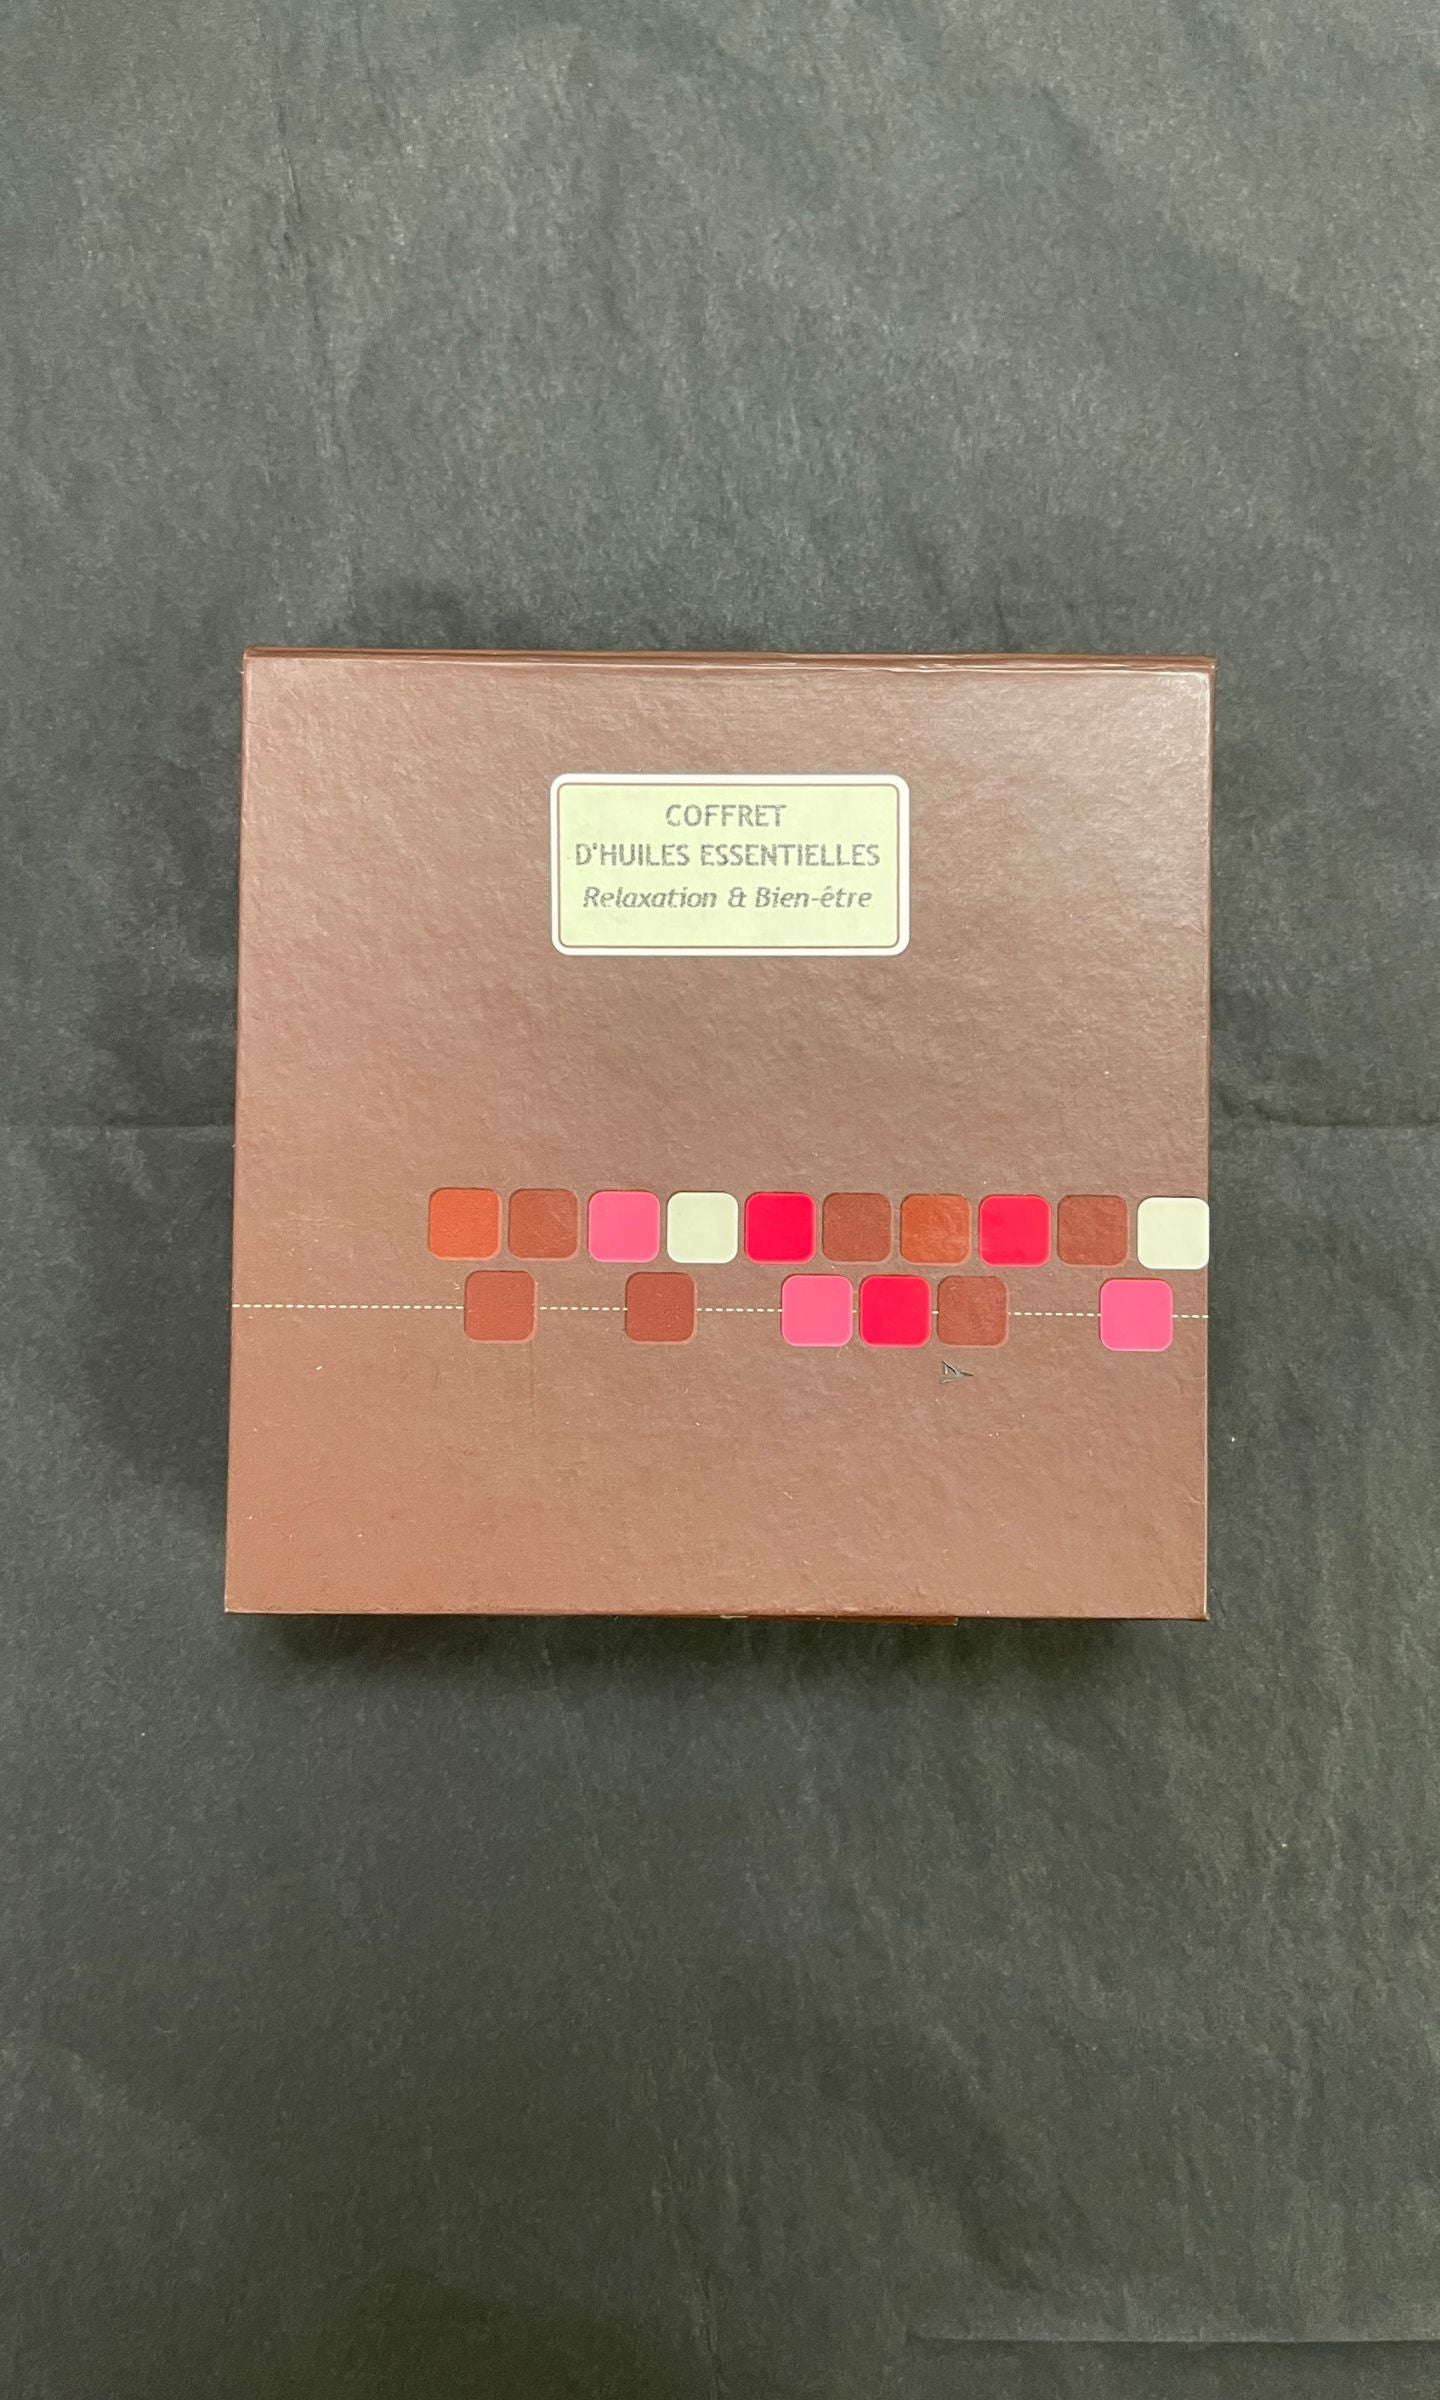 COFFRET
D'HUILES ESSENTIELLES
Relaxation & Bien-être